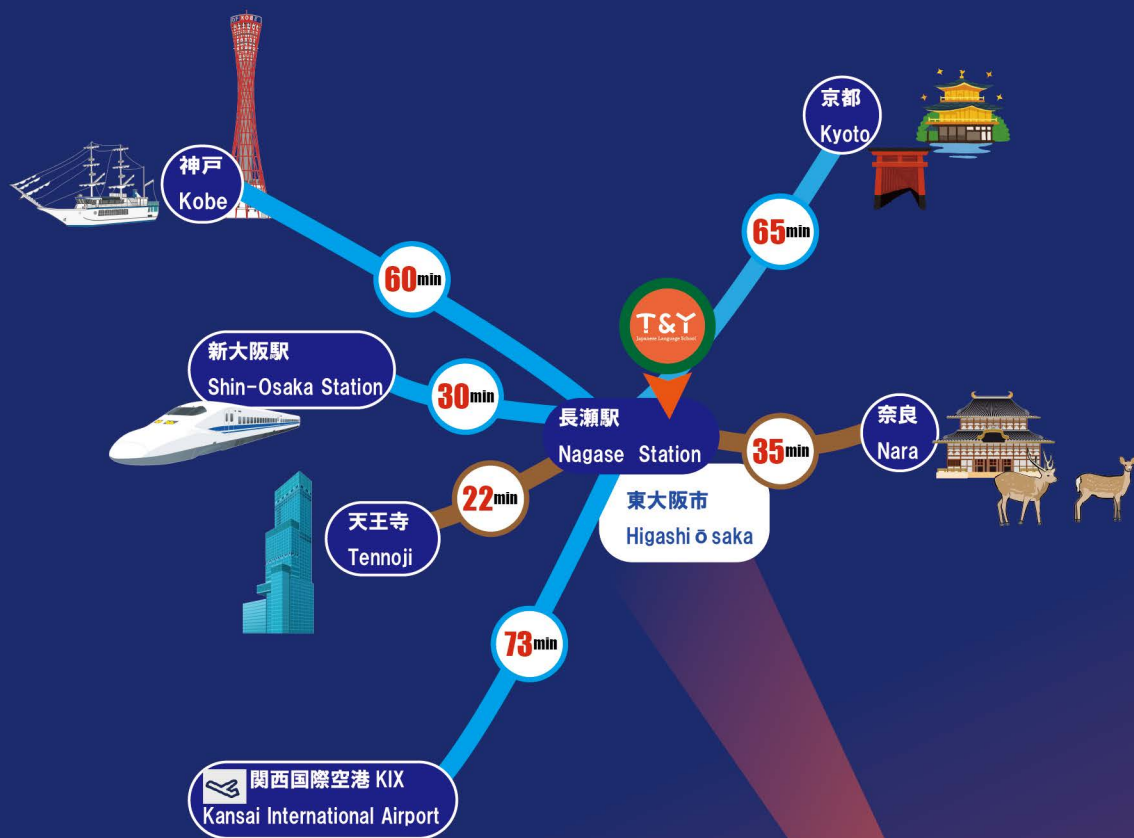 京都
Kyoto
神戸
Kobe
65min
60min
T&Y
Japanese Language School
新大阪駅
Shin-Osaka Station
30min
長瀬駅
Nagase Station
奈良
Nara
35min
22min
東大阪市
Higashi ō saka
天王寺
Tennoji
73min
関西国際空港 KIX
Kansai International Airport